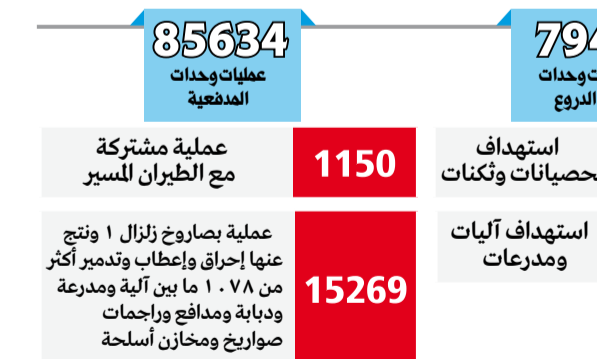 85634
عمليات وحدات
المدفعية
794
وحدات
الدروع
1150
عملية مشتركة
مع الطيران المسير
استهداف
وثكنات
15269
عملية بصاروخ زلزال ١ ونتج
عنها إحراق وإعطاب وتدمير أكثر
من ١٠٧٨ ما بين آلية ومدرعة
ودبابة ومدافع وراجمات
صواريخ ومخازن أسلحة
استهداف آليات
ومدرعات